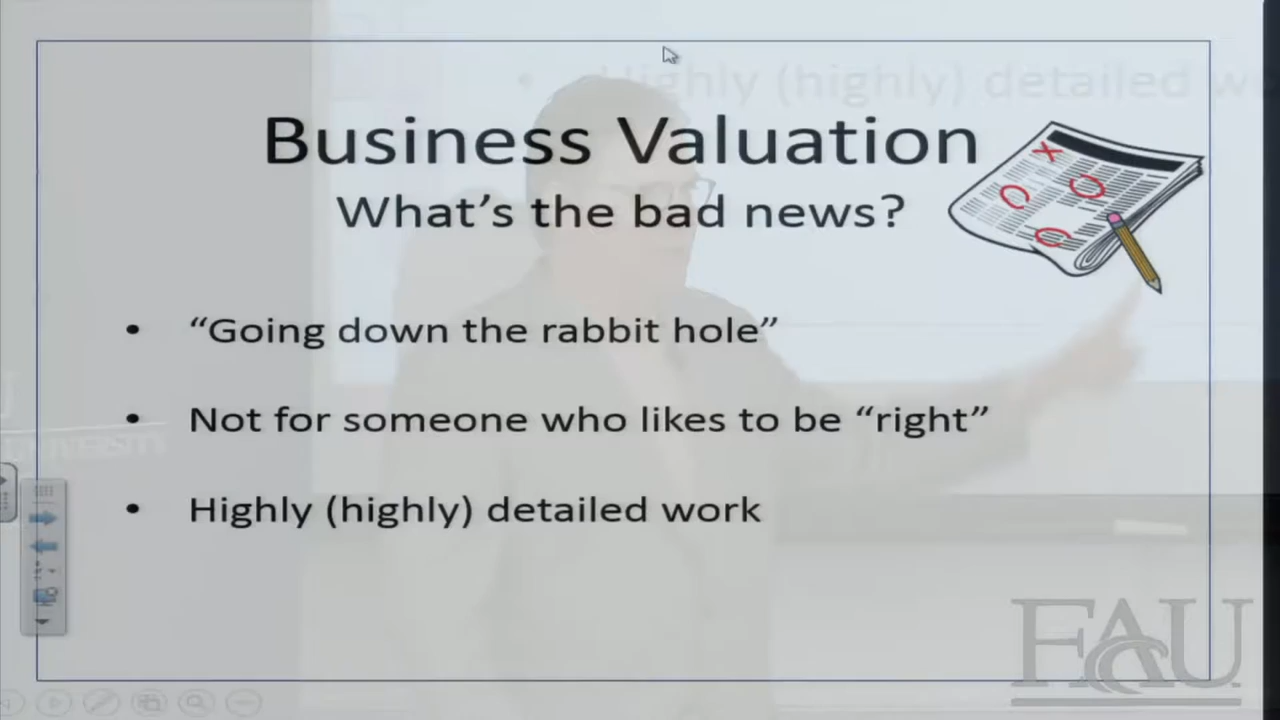 Highly (highly) detailed
Business Valuation
What’s the bad news?
• “Going down the rabbit hole”
• Not for someone who likes to be “right”
• Highly (highly) detailed work
FAU